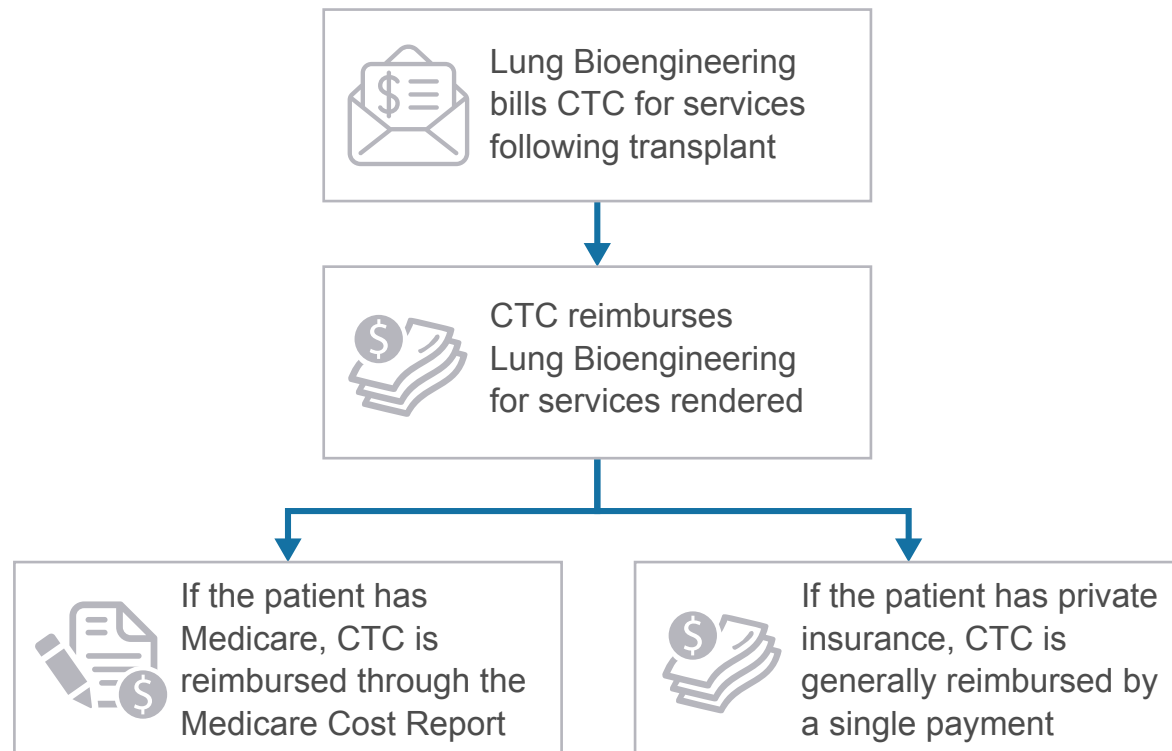 Lung Bioengineering
bills CTC for services
following transplant
CTC reimburses
Lung Bioengineering
for services rendered
If the patient has
Medicare, CTC is
reimbursed through the
Medicare Cost Report
If the patient has private
insurance, CTC is
generally reimbursed by
a single payment